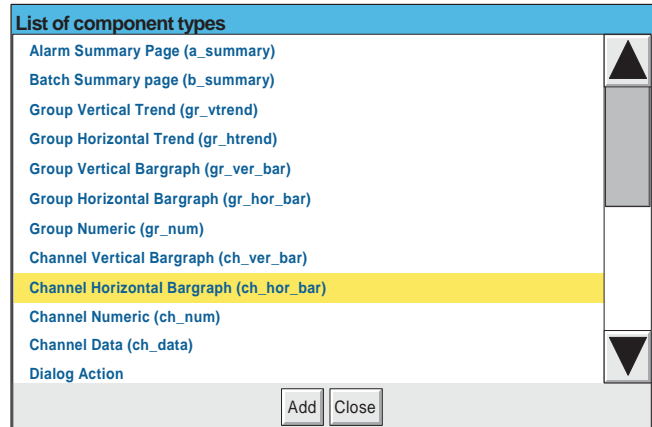 List of component types
Alarm Summary Page (a_summary)
Batch Summary page (b_summary)
Group Vertical Trend (gr_vtrend)
Group Horizontal Trend (gr_htrend)
Group Vertical Bargraph (gr_ver_bar)
Group Horizontal Bargraph (gr_hor_bar)
Group Numeric (gr_num)
Channel Vertical Bargraph (ch_ver_bar)
Channel Horizontal Bargraph (ch_hor_bar)
Channel Numeric (ch_num)
Channel Data (ch_data)
Dialog Action
Add Close